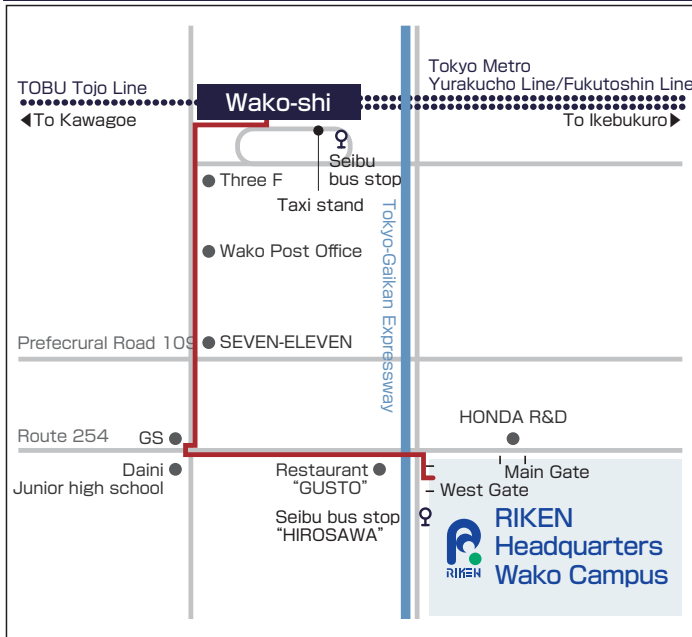 TOBU Tojo Line
Wako-shi
Tokyo Metro
Yurakucho Line/Fukutoshin Line
◀To Kawagoe
To Ikebukuro▶
Seibu
bus stop
Taxi stand
Three F
Tokyo-Gaikan Expressway
Wako Post Office
Prefecrural Road 109
SEVEN-ELEVEN
Route 254
GS
HONDA R&D
Daini
Junior high school
Restaurant
“GUSTO”
Main Gate
West Gate
Seibu bus stop
“HIROSAWA”
RIKEN
RIKEN
Headquarters
Wako Campus